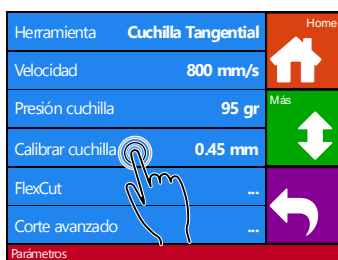 Herramienta Cuchilla Tangential
Home
Velocidad 800 mm/s
Presión cuchilla 95 gr
Más
Calibrar cuchilla 0.45 mm
FlexCut ...
Corte avanzado ...
Parámetros